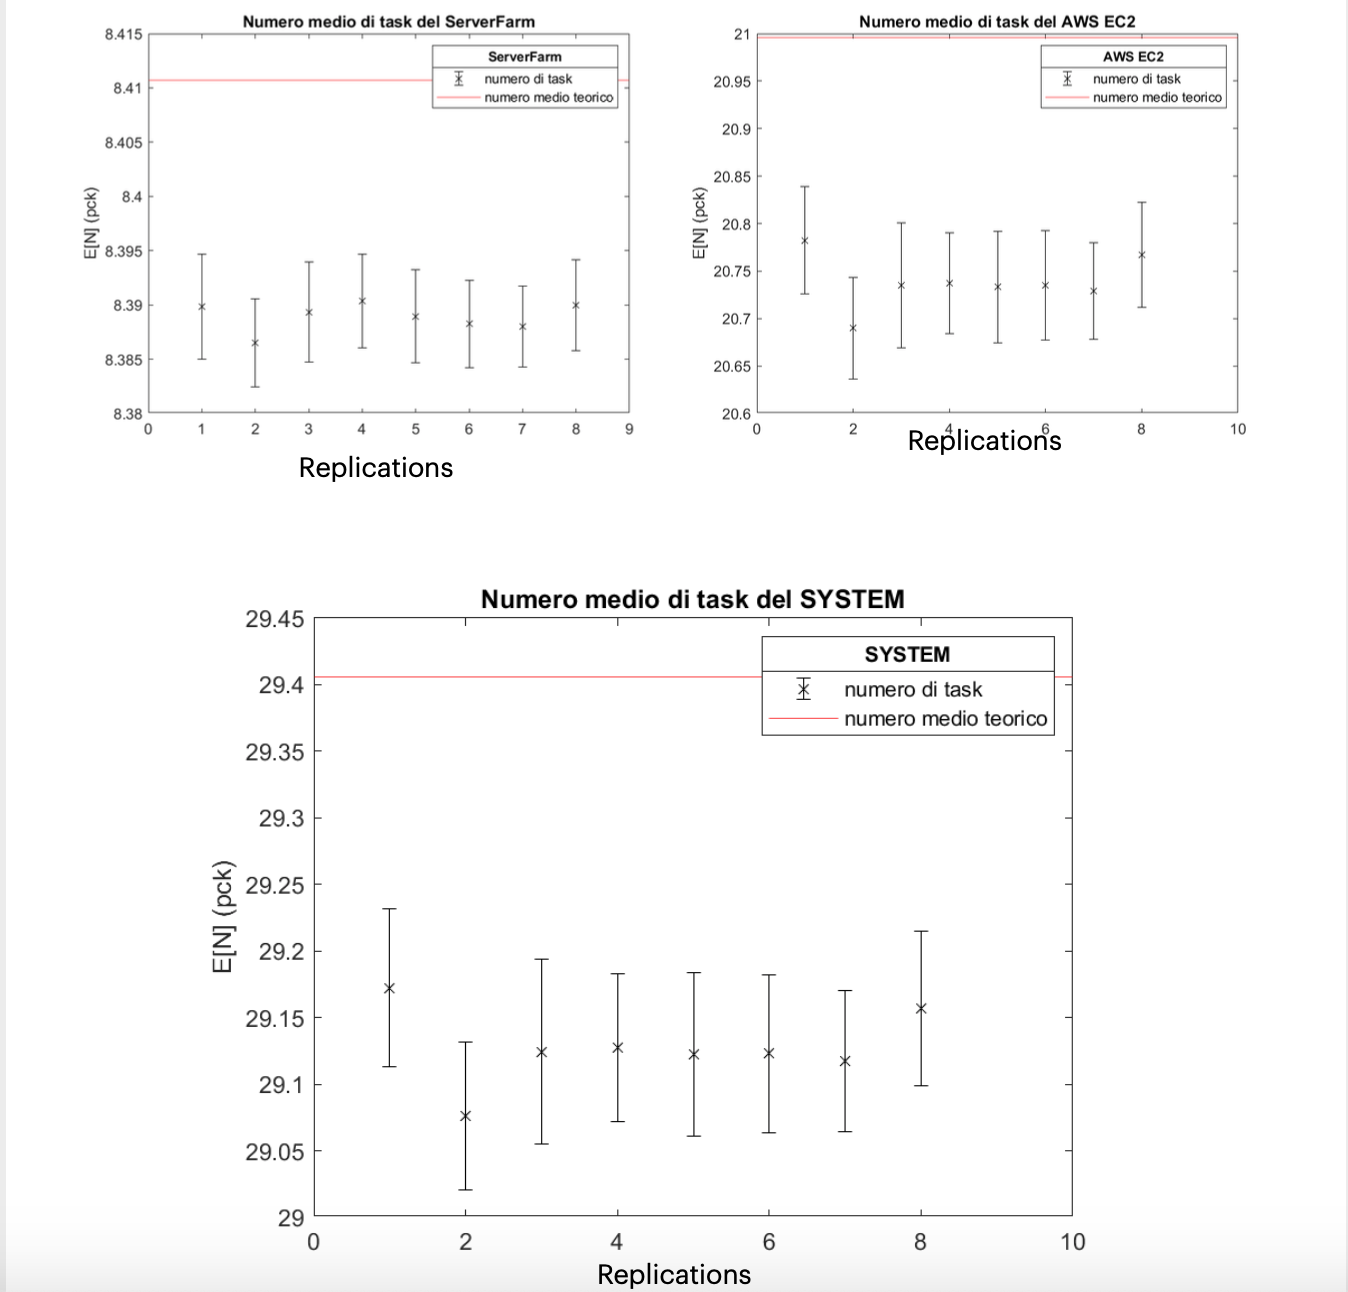 Numero medio di task del ServerFarm
8.415
8.41
8.405
8.4
8.395
8.39
8.385
8.38
E[N] (pck)
ServerFarm
numero di task
numero medio teorico
0 1 2 3 4 5 6 7 8 9
Replications
Numero medio di task del AWS EC2
21
20.95
20.9
20.85
20.8
20.75
20.7
20.65
20.6
E[N] (pck)
AWS EC2
numero di task
numero medio teorico
0 2 4 6 8 10
Replications
Numero medio di task del SYSTEM
29.45
29.4
29.35
29.3
29.25
29.2
29.15
29.1
29.05
29
E[N] (pck)
SYSTEM
numero di task
numero medio teorico
0 2 4 6 8 10
Replications